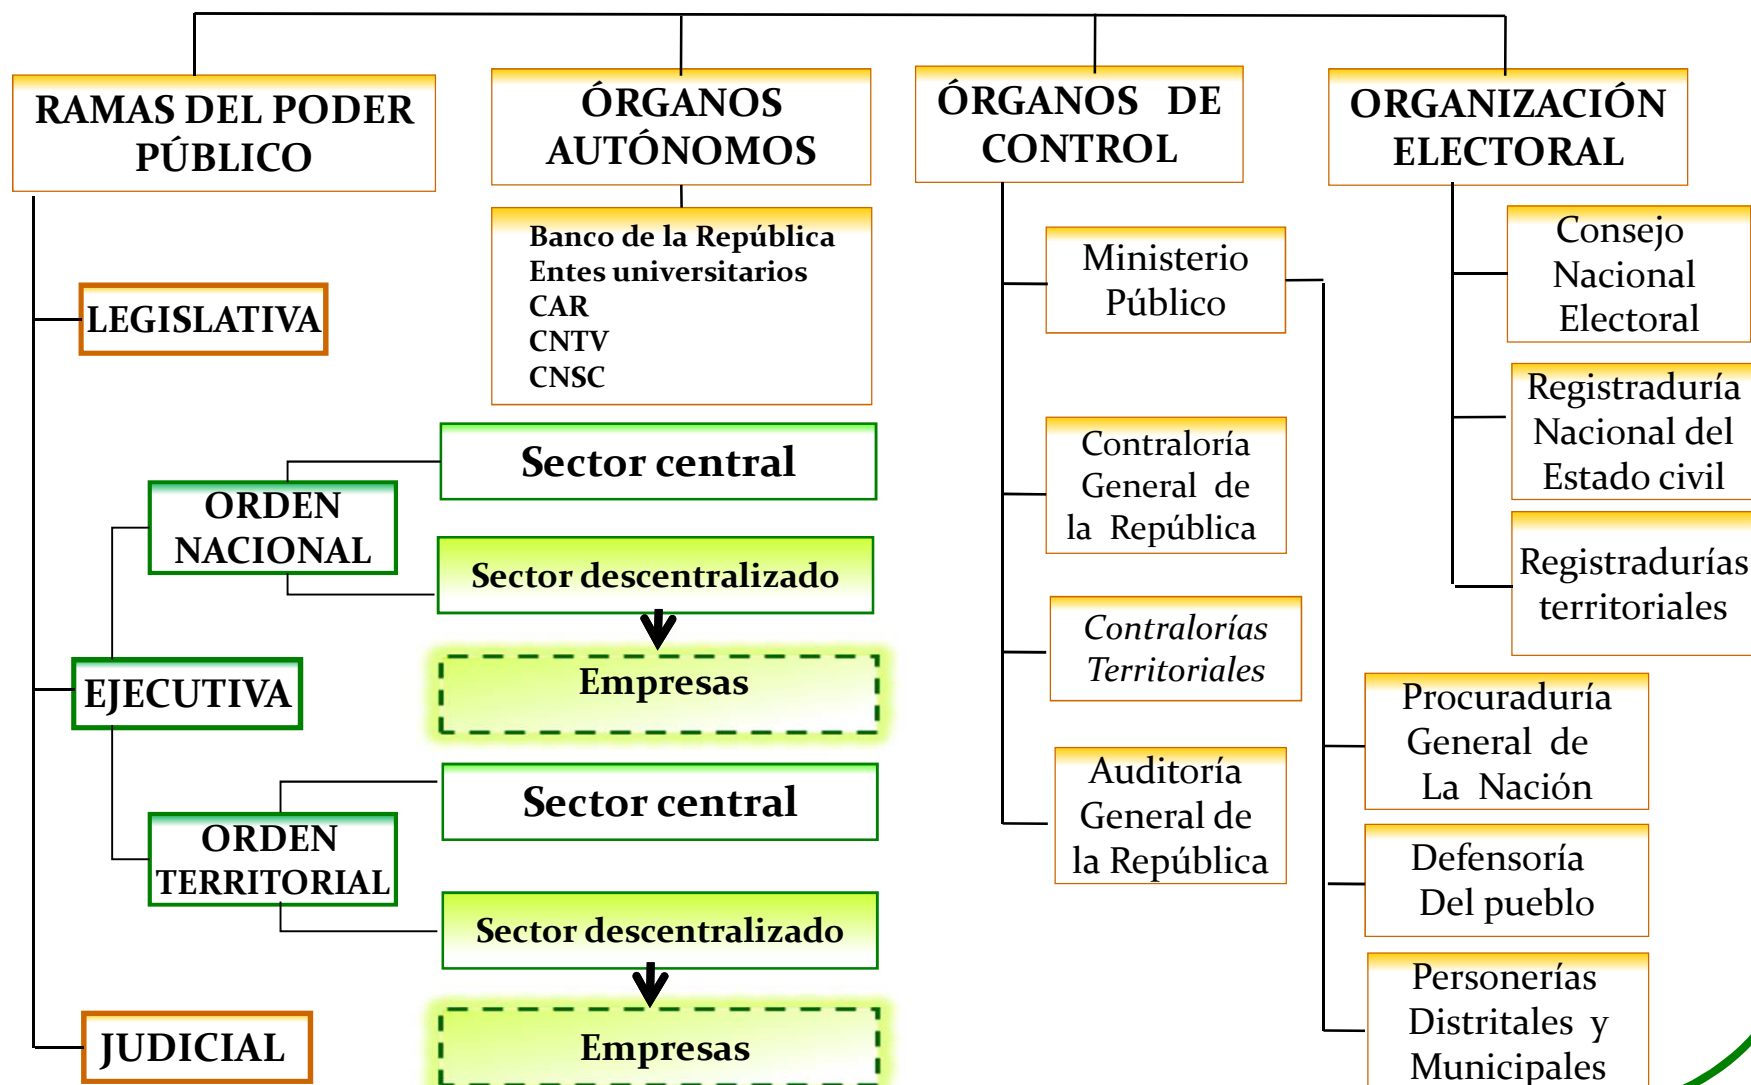 RAMAS DEL PODER
PÚBLICO
LEGISLATIVA
EJECUTIVA
ORDEN
NACIONAL
Sector central
Sector descentralizado
Empresas
ORDEN
TERRITORIAL
Sector central
Sector descentralizado
Empresas
JUDICIAL
ÓRGANOS
AUTÓNOMOS
Banco de la República
Entes universitarios
CAR
CNTV
CNSC
ÓRGANOS DE
CONTROL
Ministerio
Público
Contraloría
General de
la República
Contralorías
Territoriales
Auditoría
General de
la República
Procuraduría
General de
La Nación
Defensoría
Del pueblo
Personerías
Distritales y
Municipales
ORGANIZACIÓN
ELECTORAL
Consejo
Nacional
Electoral
Registraduría
Nacional del
Estado civil
Registradurías
territoriales